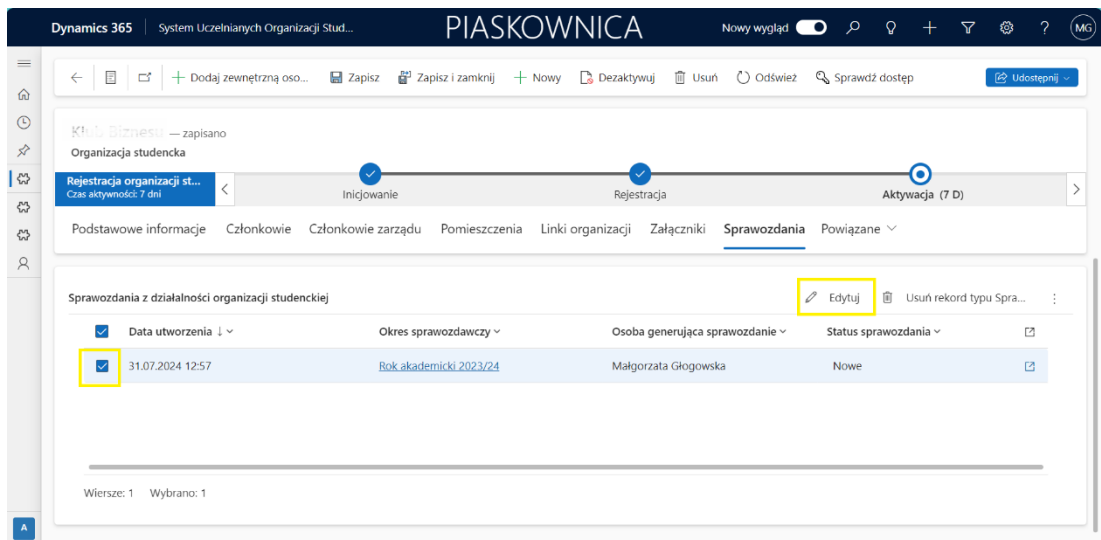 Dynamics 365 System Uczelnianych Organizacji Stud... PIASKOWNICA Nowy wygląd ? MG
Dodaj zewnętrzną oso... Zapisz Zapisz i zamknij Nowy Dezaktywuj Usuń Odśwież Sprawdź dostęp Udostępnij
Klub Biznesu — zapisano
Organizacja studencka
Rejestracja organizacji st...
Czas aktywności: 7 dni
Inicjowanie Rejestracja Aktywacja (7 D)
Podstawowe informacje Członkowie Członkowie zarządu Pomieszczenia Linki organizacji Załączniki Sprawozdania Powiązane
Sprawozdania z działalności organizacji studenckiej Edytuj Usuń rekord typu Spra...
Data utworzenia ↓ Okres sprawozdawczy Osoba generująca sprawozdanie Status sprawozdania
31.07.2024 12:57 Rok akademicki 2023/24 Małgorzata Głogowska Nowe
Wiersze: 1 Wybrano: 1
A